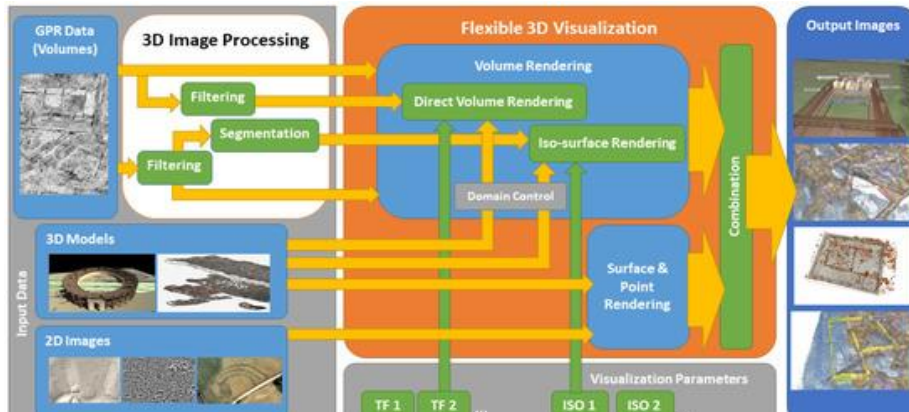 GPR Data
(Volumes)
3D Image Processing
Filtering
Segmentation
Filtering
Flexible 3D Visualization
Volume Rendering
Direct Volume Rendering
Iso-surface Rendering
Domain Control
Surface &
Point
Rendering
Combination
Output Images
Input Data
3D Models
2D Images
Visualization Parameters
TF 1
TF 2
...
ISO 1
ISO 2